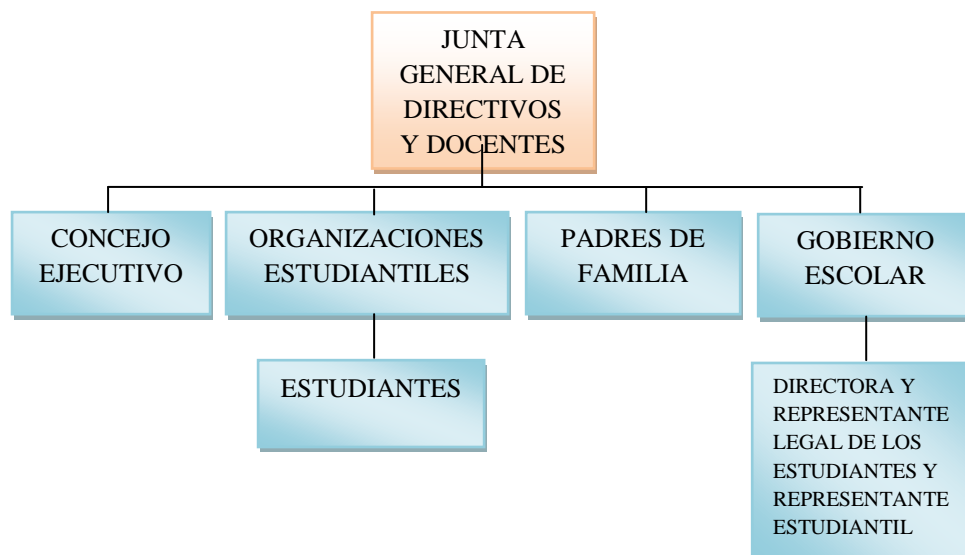 JUNTA
GENERAL DE
DIRECTIVOS
Y DOCENTES
CONCEJO
EJECUTIVO
ORGANIZACIONES
ESTUDIANTILES
PADRES DE
FAMILIA
GOBIERNO
ESCOLAR
ESTUDIANTES
DIRECTORA Y
REPRESENTANTE
LEGAL DE LOS
ESTUDIANTES Y
REPRESENTANTE
ESTUDIANTIL